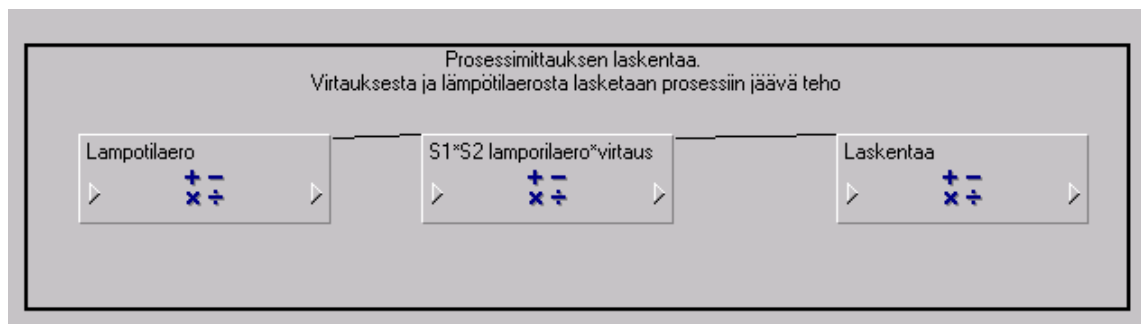 Prosessimittauksen laskentaa.
Virtauksesta ja lämpötilaerosta lasketaan prosessiin jäävä teho
Lampotilaero
S1*S2 lamporilaero*virtaus
Laskentaa